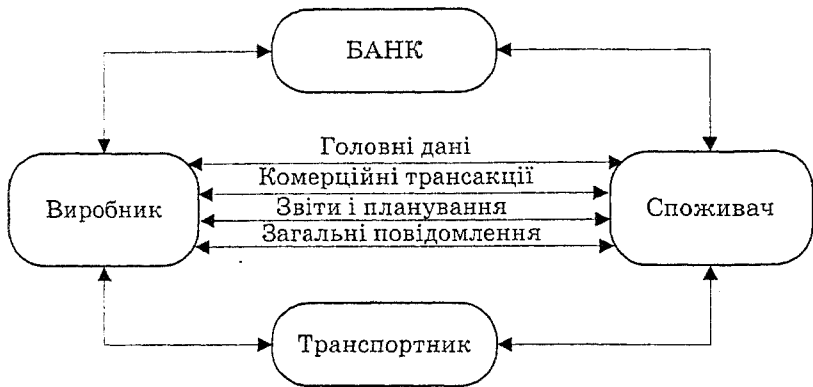 БАНК
Головні дані
Комерційні трансакції
Виробник
Звіти і планування
Споживач
Загальні повідомлення
Транспортник